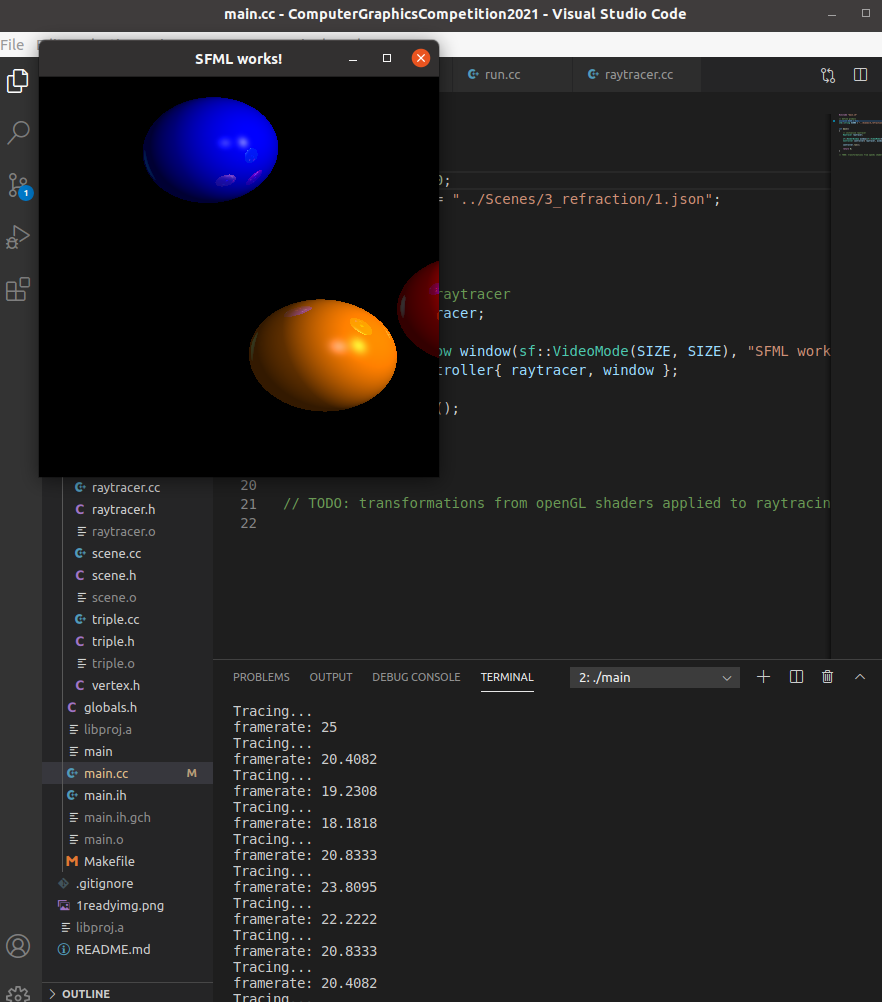 main.cc - ComputerGraphicsCompetition2021 - Visual Studio Code
File
SFML works!
run.cc
raytracer.cc
0;
= "../Scenes/3_refraction/1.json";
raytracer
racer;
ow window(sf::VideoMode(SIZE, SIZE), "SFML work
troller{ raytracer, window };
();
20
21 // TODO: transformations from openGL shaders applied to raytracin
22
1
raytracer.cc
raytracer.h
raytracer.o
scene.cc
scene.h
scene.o
triple.cc
triple.h
triple.o
vertex.h
globals.h
libproj.a
main
main.cc M
main.ih
main.ih.gch
main.o
Makefile
.gitignore
1readyimg.png
libproj.a
README.md
OUTLINE
PROBLEMS OUTPUT DEBUG CONSOLE TERMINAL 2: ./main
Tracing...
framerate: 25
Tracing...
framerate: 20.4082
Tracing...
framerate: 19.2308
Tracing...
framerate: 18.1818
Tracing...
framerate: 20.8333
Tracing...
framerate: 23.8095
Tracing...
framerate: 22.2222
Tracing...
framerate: 20.8333
Tracing...
framerate: 20.4082
Tracing...